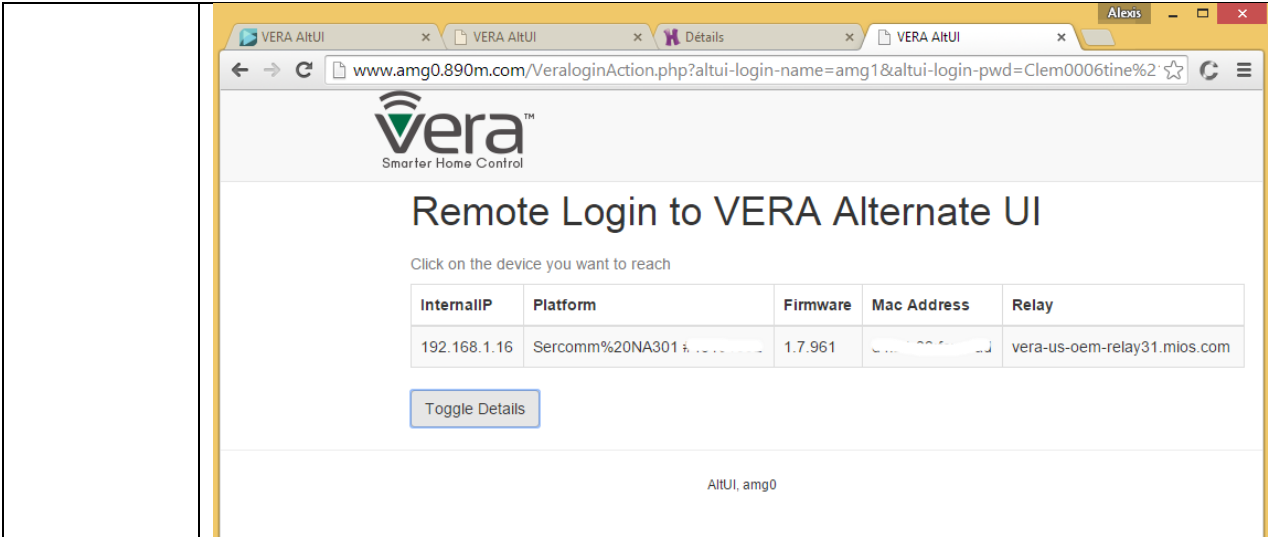 Alexis
VERA AltUI VERA AltUI Détails VERA AltUI
www.amg0.890m.com/VeraloginAction.php?altui-login-name=amg1&altui-login-pwd=Clem0006tine%2
vera™
Smarter Home Control
Remote Login to VERA Alternate UI
Click on the device you want to reach
InternalIP Platform Firmware Mac Address Relay
192.168.1.16 Sercomm%20NA301 1.7.961 vera-us-oem-relay31.mios.com
Toggle Details
AltUI, amg0